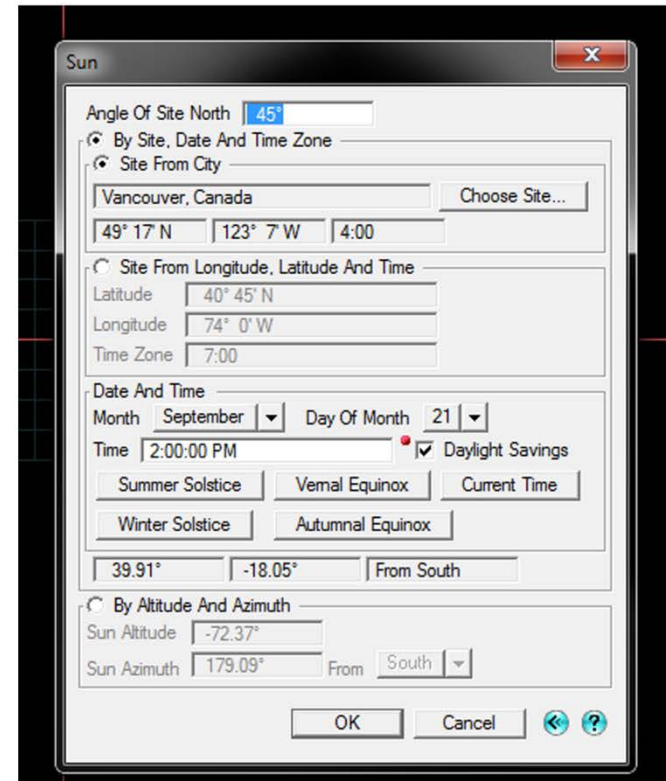 Sun
Angle Of Site North 45°
By Site, Date And Time Zone
Site From City
Vancouver, Canada Choose Site...
49° 17' N 123° 7' W 4:00
Site From Longitude, Latitude And Time
Latitude 40° 45' N
Longitude 74° 0' W
Time Zone 7:00
Date And Time
Month September Day Of Month 21
Time 2:00:00 PM Daylight Savings
Summer Solstice Vernal Equinox Current Time
Winter Solstice Autumnal Equinox
39.91° -18.05° From South
By Altitude And Azimuth
Sun Altitude -72.37°
Sun Azimuth 179.09° From South
OK Cancel ?